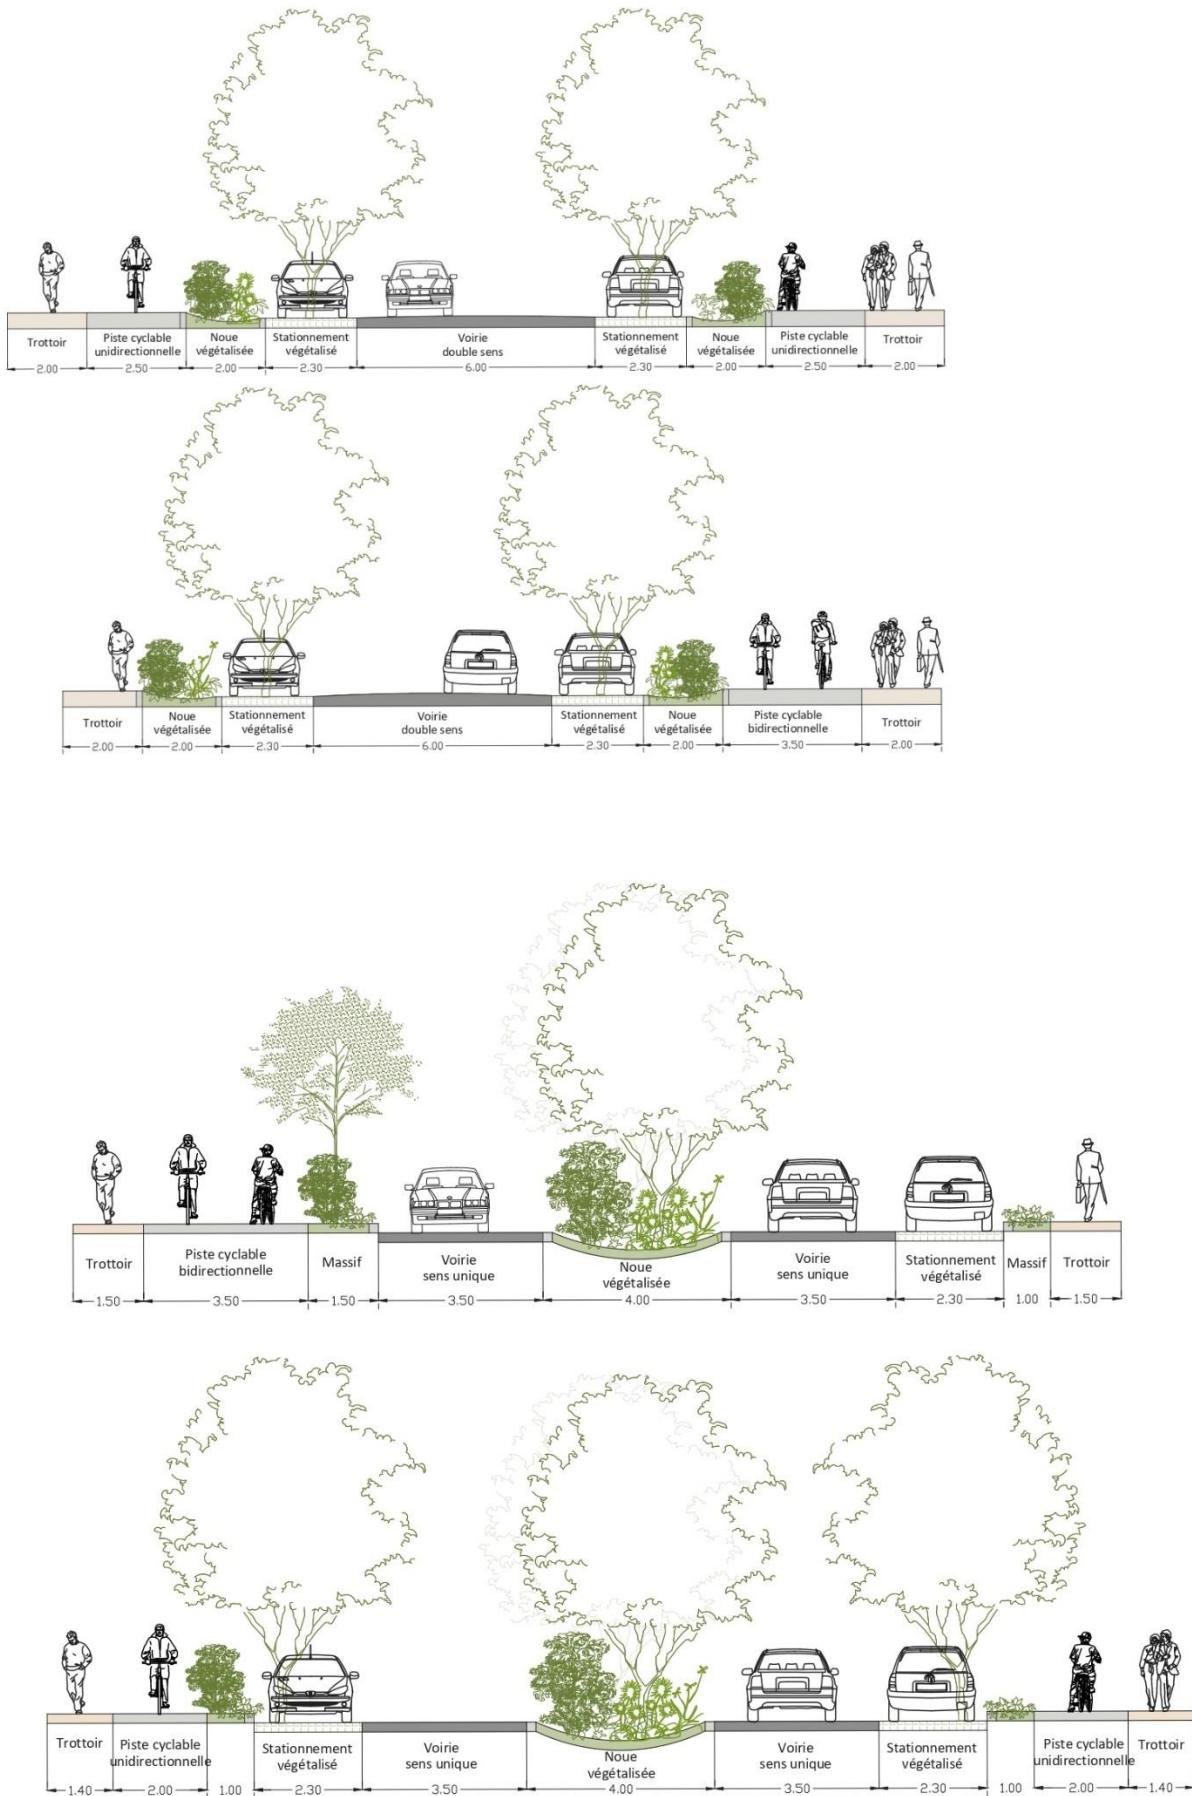 Trottoir
Piste cyclable
unidirectionnelle
Noue
végétalisée
Stationnement
végétalisé
Voirie
double sens
Stationnement
végétalisé
Noue
végétalisée
Piste cyclable
unidirectionnelle
Trottoir
2.00 2.50 2.00 2.30 6.00 2.30 2.00 2.50 2.00
Trottoir
Noue
végétalisée
Stationnement
végétalisé
Voirie
double sens
Stationnement
végétalisé
Noue
végétalisée
Piste cyclable
bidirectionnelle
Trottoir
2.00 2.00 2.30 6.00 2.30 2.00 3.50 2.00
Trottoir
Piste cyclable
bidirectionnelle
Massif
Voirie
sens unique
Noue
végétalisée
Voirie
sens unique
Stationnement
végétalisé
Massif
Trottoir
1.50 3.50 1.50 3.50 4.00 3.50 2.30 1.00 1.50
Trottoir
Piste cyclable
unidirectionnelle
Stationnement
végétalisé
Voirie
sens unique
Noue
végétalisée
Voirie
sens unique
Stationnement
végétalisé
Piste cyclable
unidirectionnelle
Trottoir
1.40 2.00 1.00 2.30 3.50 4.00 3.50 2.30 1.00 2.00 1.40